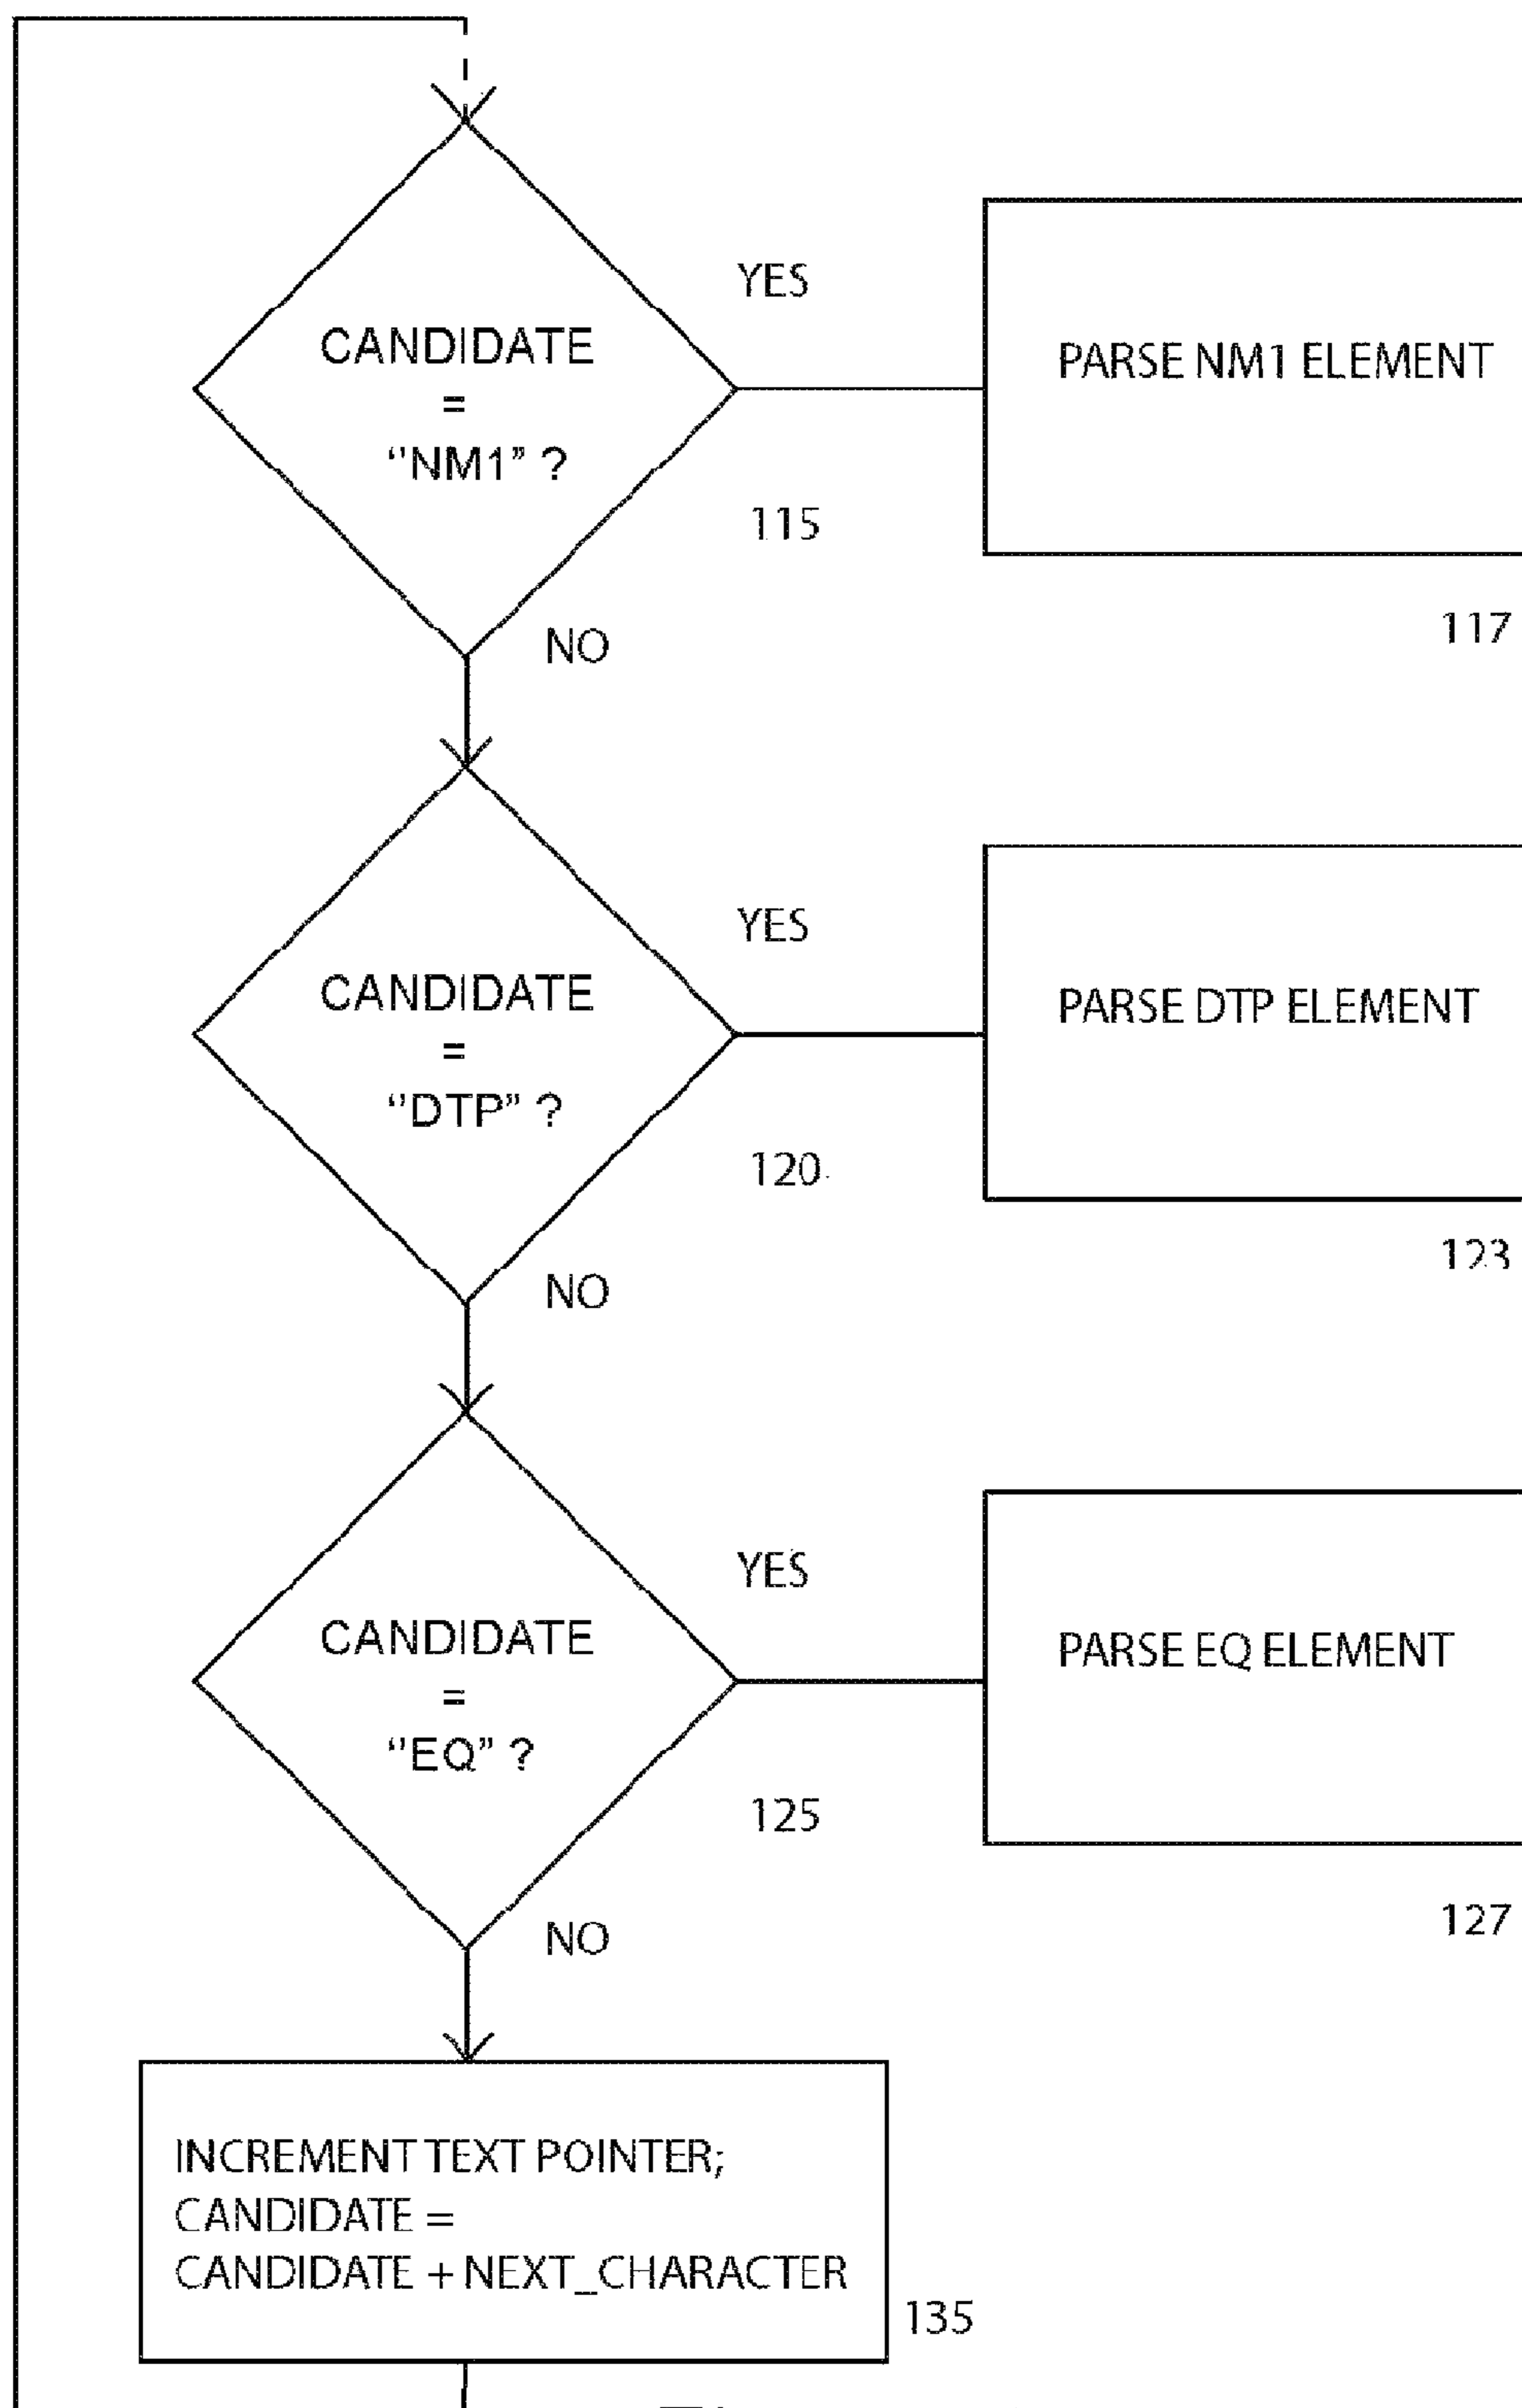 YES
CANDIDATE
=
‘'NM1” ?
PARSE NM1 ELEMENT
115
117
NO
YES
CANDIDATE
=
‘'DTP” ?
PARSE DTP ELEMENT
120
123
NO
YES
CANDIDATE
=
‘'EQ” ?
PARSE EQ ELEMENT
125
127
NO
INCREMENT TEXT POINTER;
CANDIDATE =
CANDIDATE + NEXT_CHARACTER
135